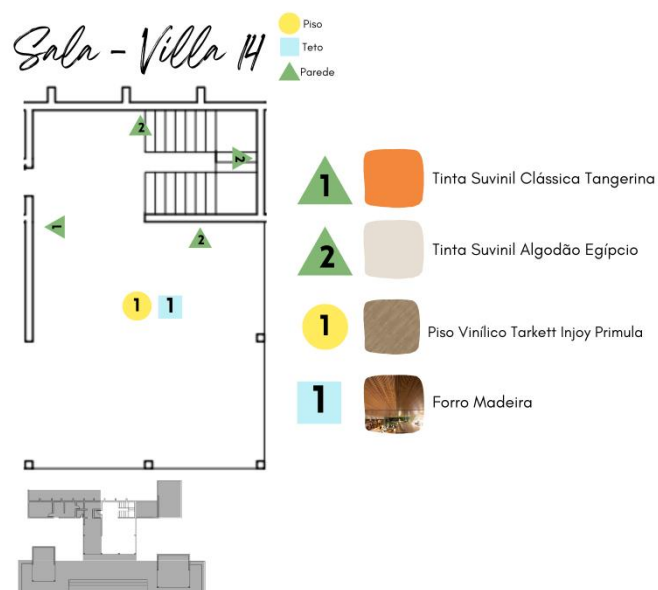 Sala - Villa 14
Piso
Teto
Parede
2
2
1
2
1 1
1 Tinta Suvinil Clássica Tangerina
2 Tinta Suvinil Algodão Egípcio
1 Piso Vinílico Tarkett Injoy Primula
1 Forro Madeira